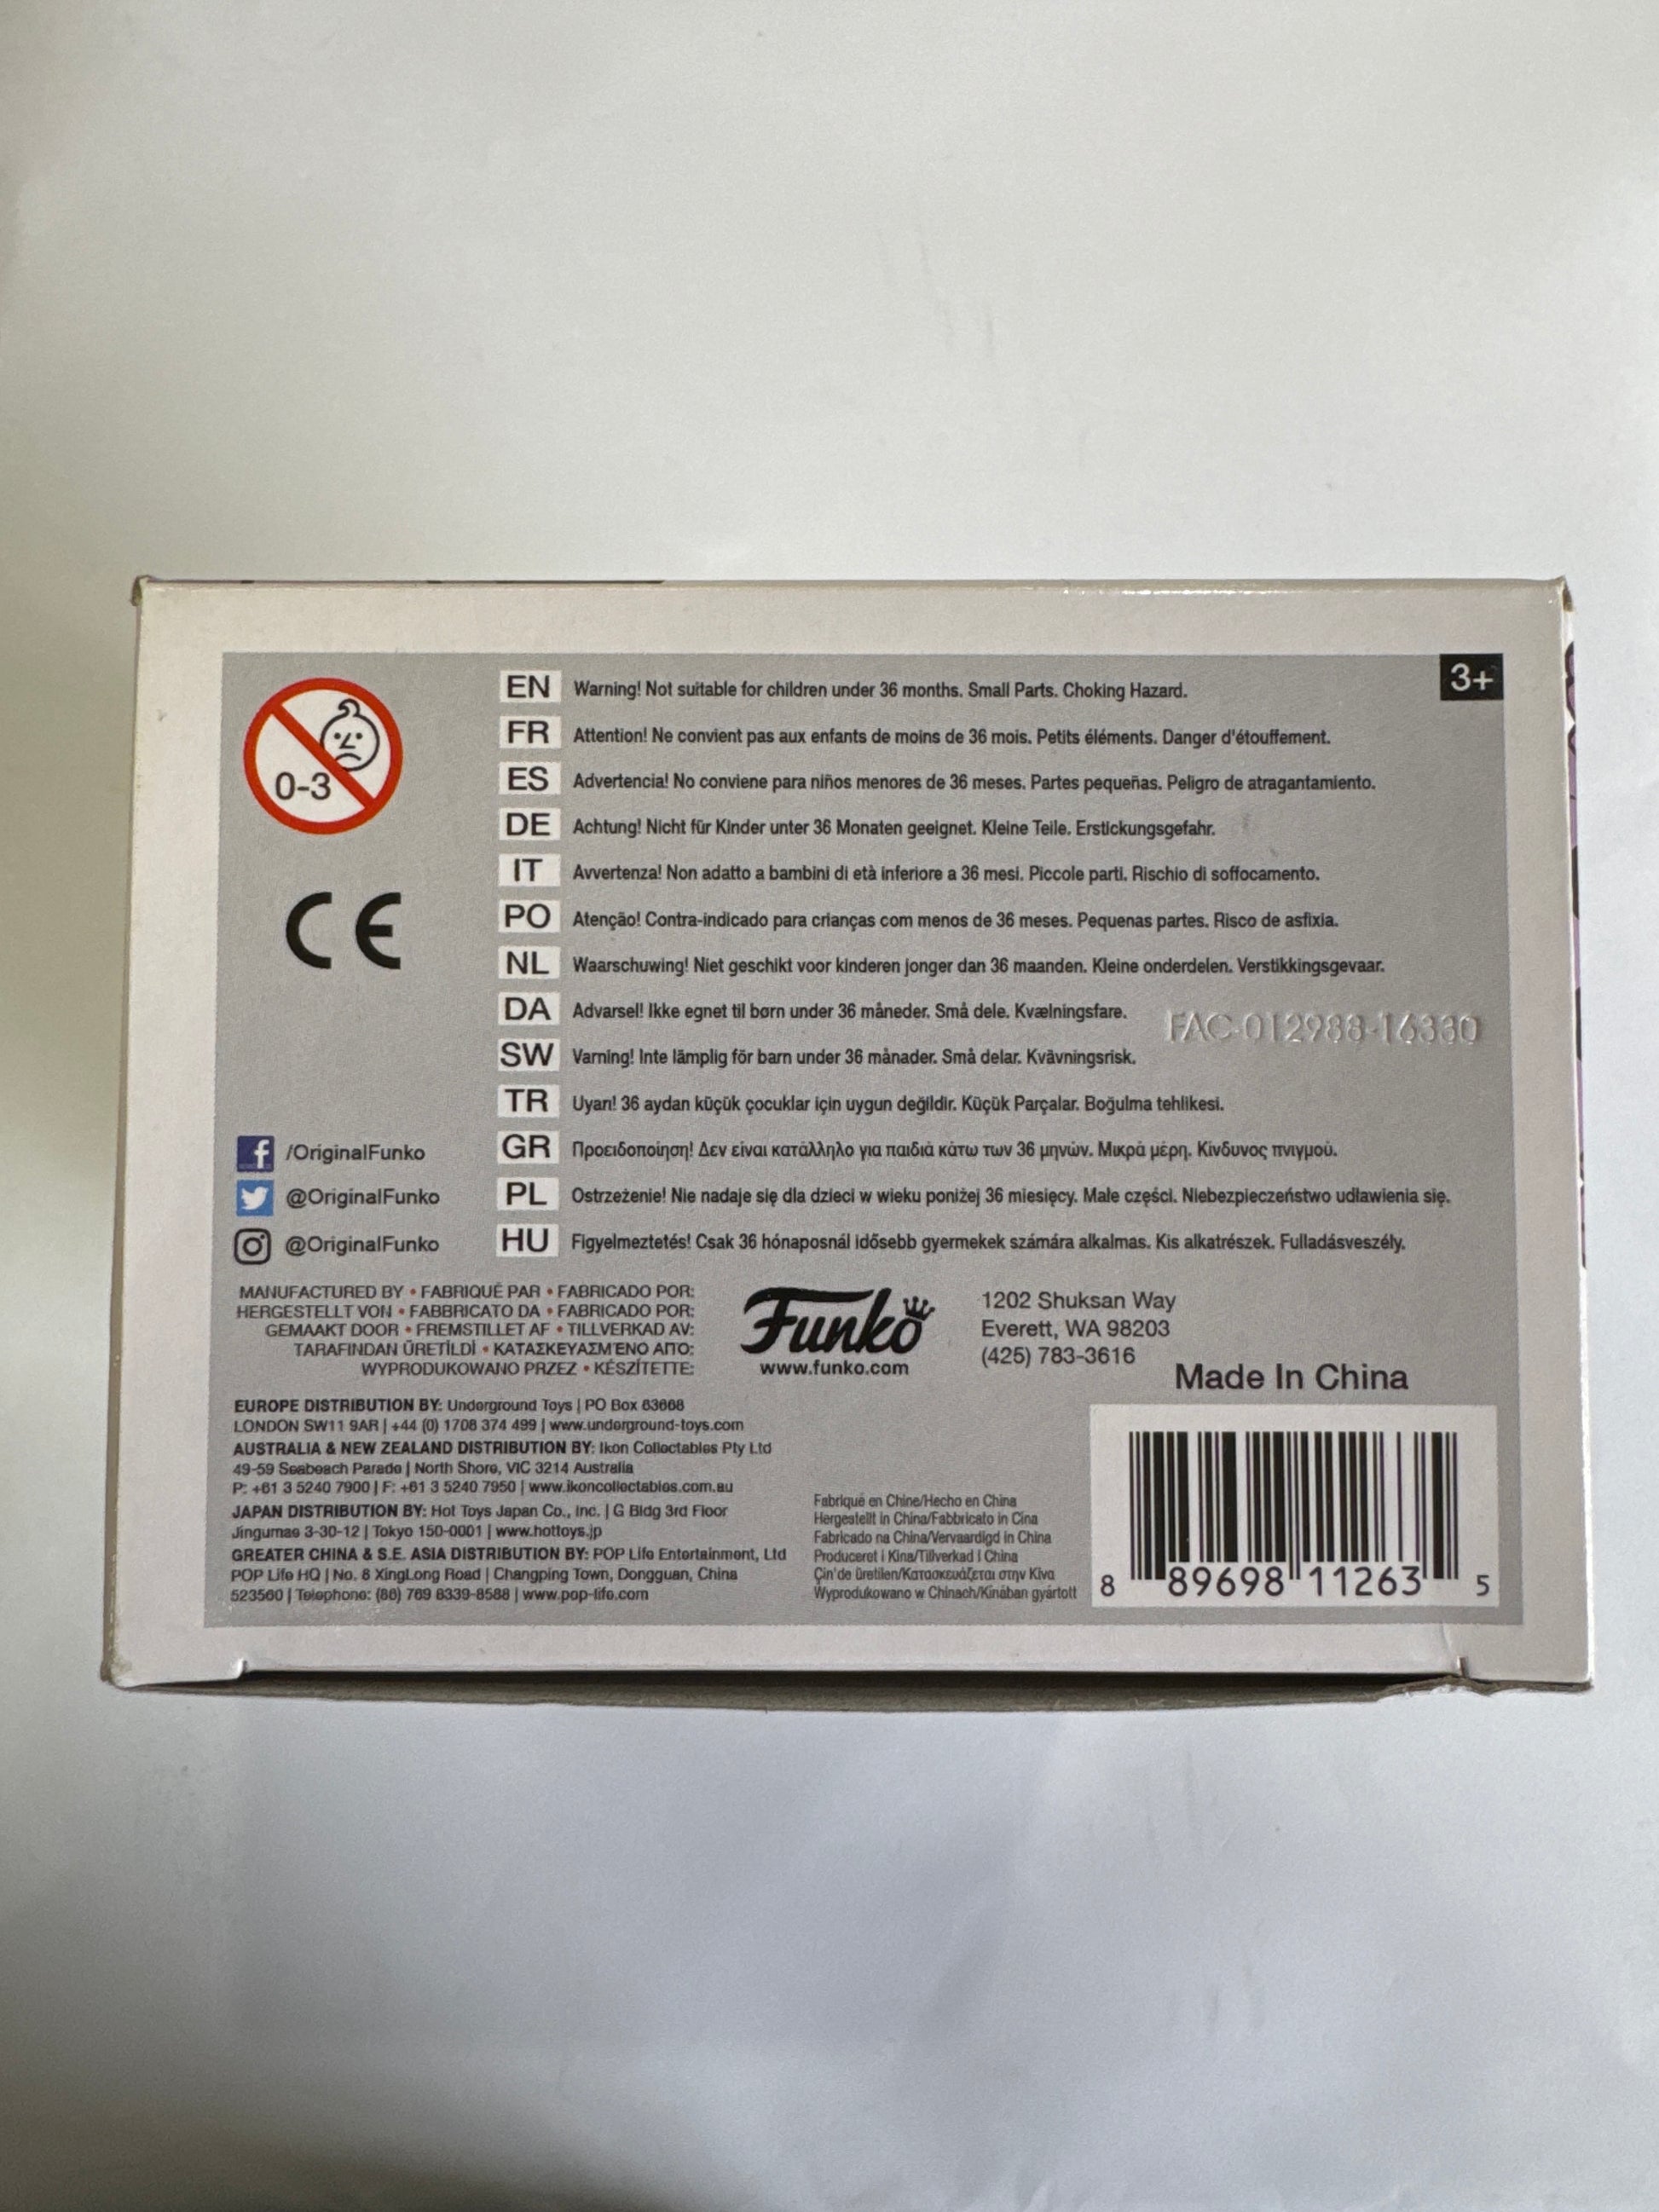 3+
0-3
EN Warning! Not suitable for children under 36 months. Small Parts. Choking Hazard.
FR Attention! Ne convient pas aux enfants de moins de 36 mois. Petits éléments. Danger d'étouffement.
ES Advertencia! No conviene para niños menores de 36 meses. Partes pequeñas. Peligro de atragantamiento.
DE Achtung! Nicht für Kinder unter 36 Monaten geeignet. Kleine Teile. Erstickungsgefahr.
IT Avvertenza! Non adatto a bambini di età inferiore a 36 mesi. Piccole parti. Rischio di soffocamento.
PO Atenção! Contra-indicado para crianças com menos de 36 meses. Pequenas partes. Risco de asfixia.
NL Waarschuwing! Niet geschikt voor kinderen jonger dan 36 maanden. Kleine onderdelen. Verstikkingsgevaar.
DA Advarsel! Ikke egnet til børn under 36 måneder. Små dele. Kvælningsfare.
SW Varning! Inte lämplig för barn under 36 månader. Små delar. Kvävningsrisk.
TR Uyarı! 36 aydan küçük çocuklar için uygun değildir. Küçük Parçalar. Boğulma tehlikesi.
GR Προειδοποίηση! Δεν είναι κατάλληλο για παιδιά κάτω των 36 μηνών. Μικρά μέρη. Κίνδυνος πνιγμού.
PL Ostrzeżenie! Nie nadaje się dla dzieci w wieku poniżej 36 miesięcy. Małe części. Niebezpieczeństwo udławienia się.
HU Figyelmeztetés! Csak 36 hónaposnál idősebb gyermekek számára alkalmas. Kis alkatrészek. Fulladásveszély.
CE
FAC-012988-16330
/OriginalFunko
@OriginalFunko
@OriginalFunko
MANUFACTURED BY • FABRIQUÉ PAR • FABRICADO POR:
HERGESTELLT VON • FABBRICATO DA • FABRICADO POR:
GEMAAKT DOOR • FREMSTILLET AF • TILLVERKAD AV:
TARAFINDAN ÜRETİLDİ • ΚΑΤΑΣΚΕΥΑΣΜΈΝΟ ΑΠΌ:
WYPRODUKOWANO PRZEZ • KÉSZÍTETTE:
Funko
www.funko.com
1202 Shuksan Way
Everett, WA 98203
(425) 783-3616
Made In China
EUROPE DISTRIBUTION BY: Underground Toys | PO Box 63668
LONDON SW11 9AR | +44 (0) 1708 374 499 | www.underground-toys.com
AUSTRALIA & NEW ZEALAND DISTRIBUTION BY: Ikon Collectables Pty Ltd
49-59 Seabeach Parade | North Shore, VIC 3214 Australia
P: +61 3 5240 7900 | F: +61 3 5240 7950 | www.ikoncollectables.com.au
JAPAN DISTRIBUTION BY: Hot Toys Japan Co., Inc. | G Bldg 3rd Floor
Jingumae 3-30-12 | Tokyo 150-0001 | www.hottoys.jp
GREATER CHINA & S.E. ASIA DISTRIBUTION BY: POP Life Entertainment, Ltd
POP Life HQ | No. 8 XingLong Road | Changping Town, Dongguan, China
523560 | Telephone: (86) 769 8339-8588 | www.pop-life.com
Fabriqué en Chine/Hecho en China
Hergestellt in China/Fabbricato in Cina
Fabricado na China/Vervaardigd in China
Produceret i Kina/Tillverkad I China
Çin'de üretilen/Κατασκευάζεται στην Κίνα
Wyprodukowano w Chinach/Kínában gyártott
8 89698 11263 5